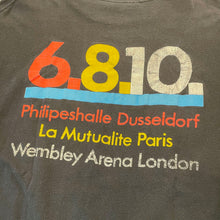 6.8.10.
Philipeshalle Dusseldorf
La Mutualite Paris
Wembley Arena London